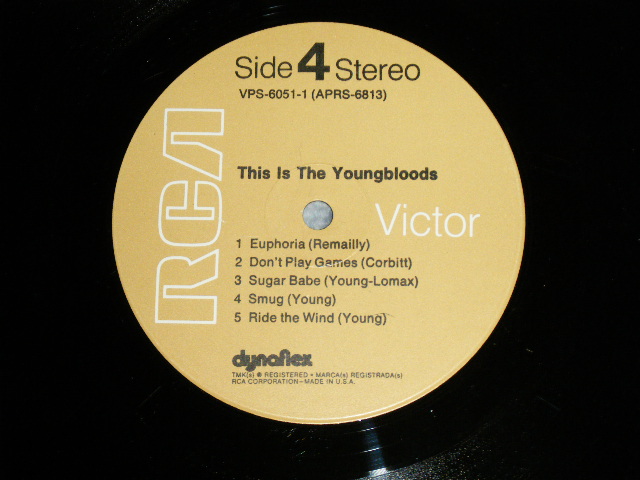 Side 4 Stereo
VPS-6051-1 (APRS-6813)
RCA
This Is The Youngbloods
Victor
1 Euphoria (Remailly)
2 Don't Play Games (Corbitt)
3 Sugar Babe (Young-Lomax)
4 Smug (Young)
5 Ride the Wind (Young)
dynaflex
TMK(s) ® REGISTERED • MARCA(s) REGISTRADA(s)
RCA CORPORATION–MADE IN U.S.A.